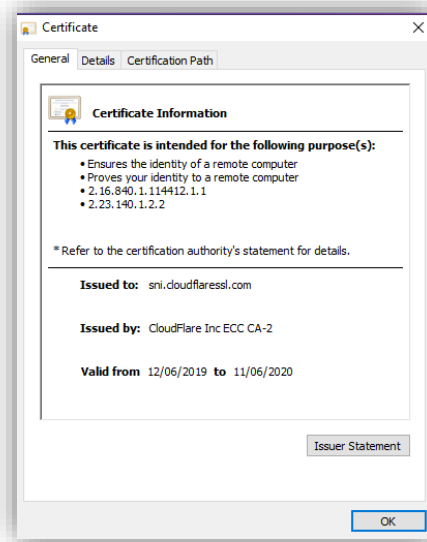 Certificate
General Details Certification Path
Certificate Information
This certificate is intended for the following purpose(s):
• Ensures the identity of a remote computer
• Proves your identity to a remote computer
• 2.16.840.1.114412.1.1
• 2.23.140.1.2.2
* Refer to the certification authority's statement for details.
Issued to: sni.cloudflaressl.com
Issued by: CloudFlare Inc ECC CA-2
Valid from 12/06/2019 to 11/06/2020
Issuer Statement
OK